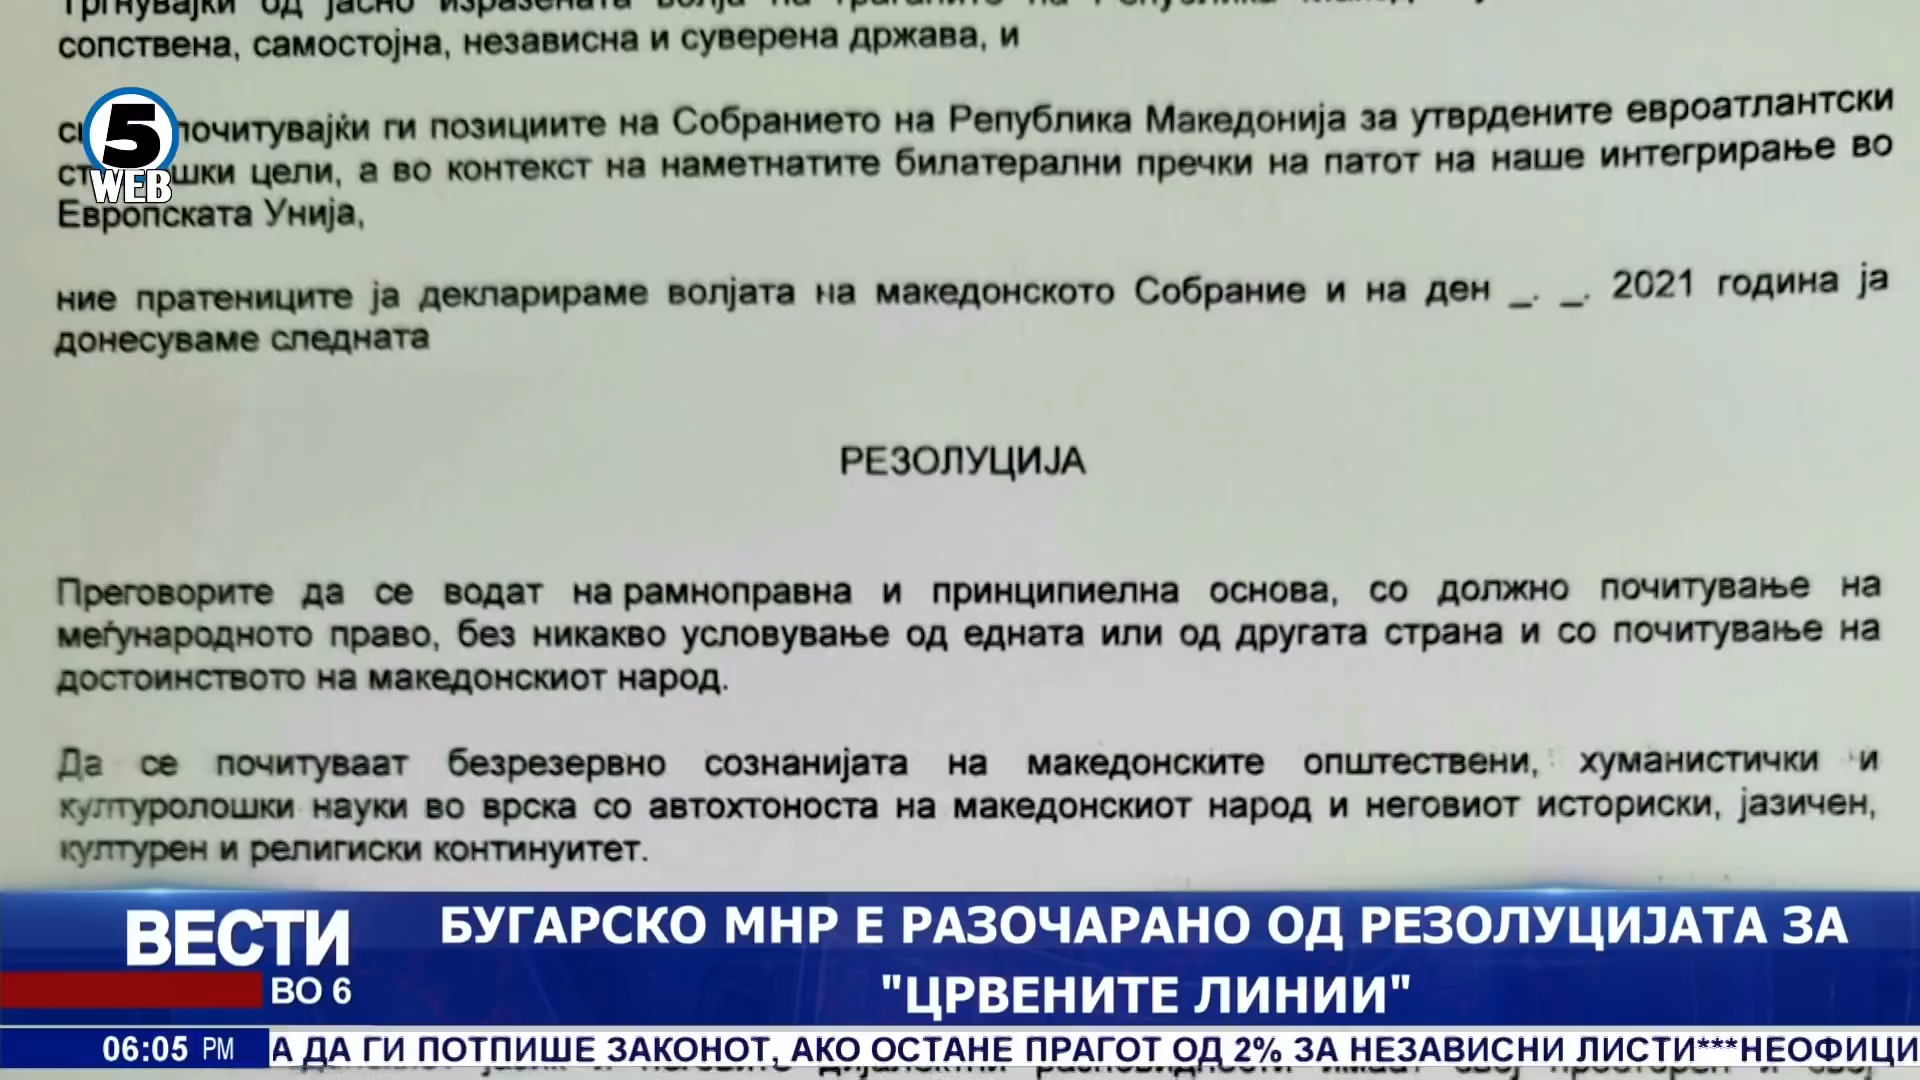 сопствена, самостојна, независна и суверена држава, и
почитувајќи ги позициите на Собранието на Република Македонија за утврдените евроатлантски
цели, а во контекст на наметнатите билатерални пречки на патот на наше интегрирање во
Европската Унија,
ние пратениците ја декларираме волјата на македонското Собрание и на ден _. _. 2021 година ја
донесуваме следната
РЕЗОЛУЦИЈА
Преговорите да се водат на рамноправна и принципиелна основа, со должно почитување на
меѓународното право, без никакво условување од едната или од другата страна и со почитување на
достоинството на македонскиот народ.
Да се почитуваат безрезервно сознанијата на македонските општествени, хуманистички и
културолошки науки во врска со автохтоноста на македонскиот народ и неговиот историски, јазичен,
културен и религиски континуитет.
5
WEB
ВЕСТИ
ВО 6
БУГАРСКО МНР Е РАЗОЧАРАНО ОД РЕЗОЛУЦИЈАТА ЗА
"ЦРВЕНИТЕ ЛИНИИ"
06:05 PM
А ДА ГИ ПОТПИШЕ ЗАКОНОТ, АКО ОСТАНЕ ПРАГОТ ОД 2% ЗА НЕЗАВИСНИ ЛИСТИ***НЕОФИЦИ